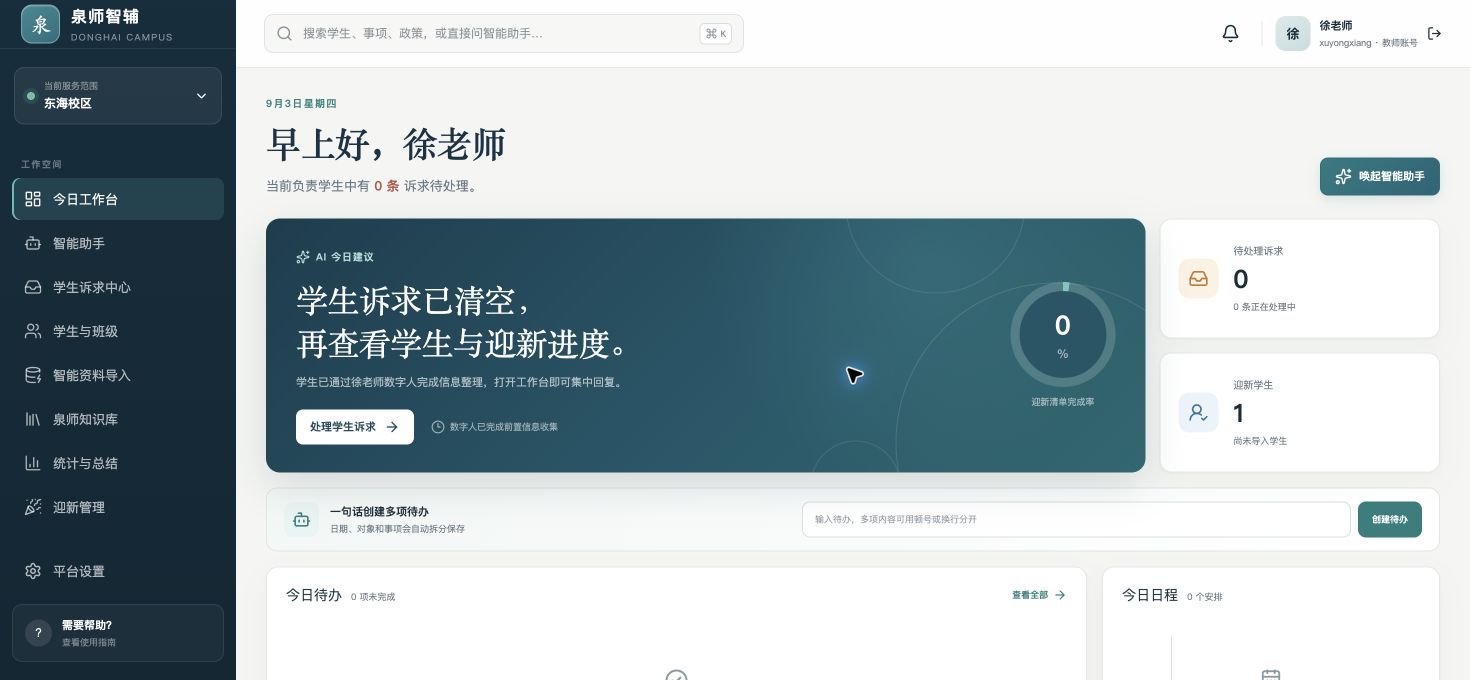 泉
泉师智辅
DONGHAI CAMPUS
当前服务范围
东海校区
工作空间
今日工作台
智能助手
学生诉求中心
学生与班级
智能资料导入
泉师知识库
统计与总结
迎新管理
平台设置
?
需要帮助?
查看使用指南
搜索学生、事项、政策，或直接问智能助手...
⌘ K
徐
徐老师
xuyongxiang · 教师账号
9月3日星期四
早上好，徐老师
当前负责学生中有 0 条 诉求待处理。
唤起智能助手
AI 今日建议
学生诉求已清空，
再查看学生与迎新进度。
学生已通过徐老师数字人完成信息整理，打开工作台即可集中回复。
处理学生诉求
数字人已完成前置信息收集
0
%
迎新清单完成率
待处理诉求
0
0 条正在处理中
迎新学生
1
尚未导入学生
一句话创建多项待办
日期、对象和事项会自动拆分保存
输入待办，多项内容可用顿号或换行分开
创建待办
今日待办 0 项未完成
查看全部
今日日程 0 个安排